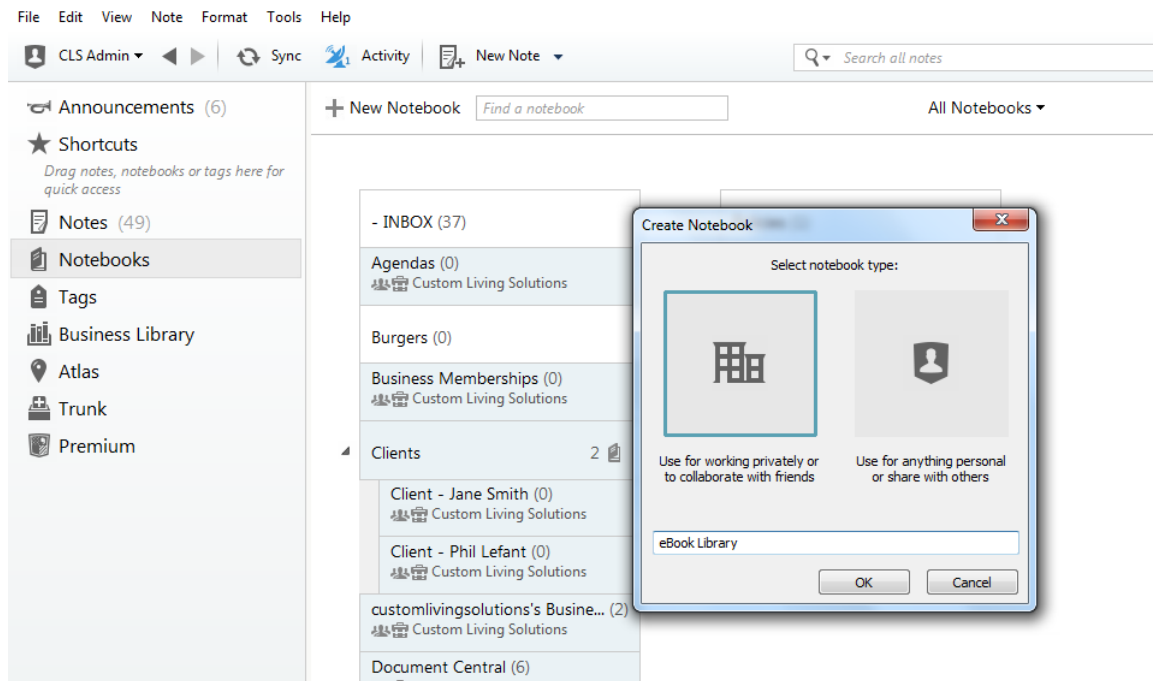 File Edit View Note Format Tools Help
CLS Admin Sync 1 Activity New Note Search all notes
Announcements (6)
New Notebook Find a notebook All Notebooks
Shortcuts
Drag notes, notebooks or tags here for
quick access
Notes (49)
Notebooks
Tags
Business Library
Atlas
Trunk
Premium
- INBOX (37)
Agendas (0)
Custom Living Solutions
Burgers (0)
Business Memberships (0)
Custom Living Solutions
Clients 2
Client - Jane Smith (0)
Custom Living Solutions
Client - Phil Lefant (0)
Custom Living Solutions
customlivingsolutions's Busine... (2)
Custom Living Solutions
Document Central (6)
Create Notebook
Select notebook type:
Use for working privately or
to collaborate with friends
Use for anything personal
or share with others
eBook Library
OK Cancel